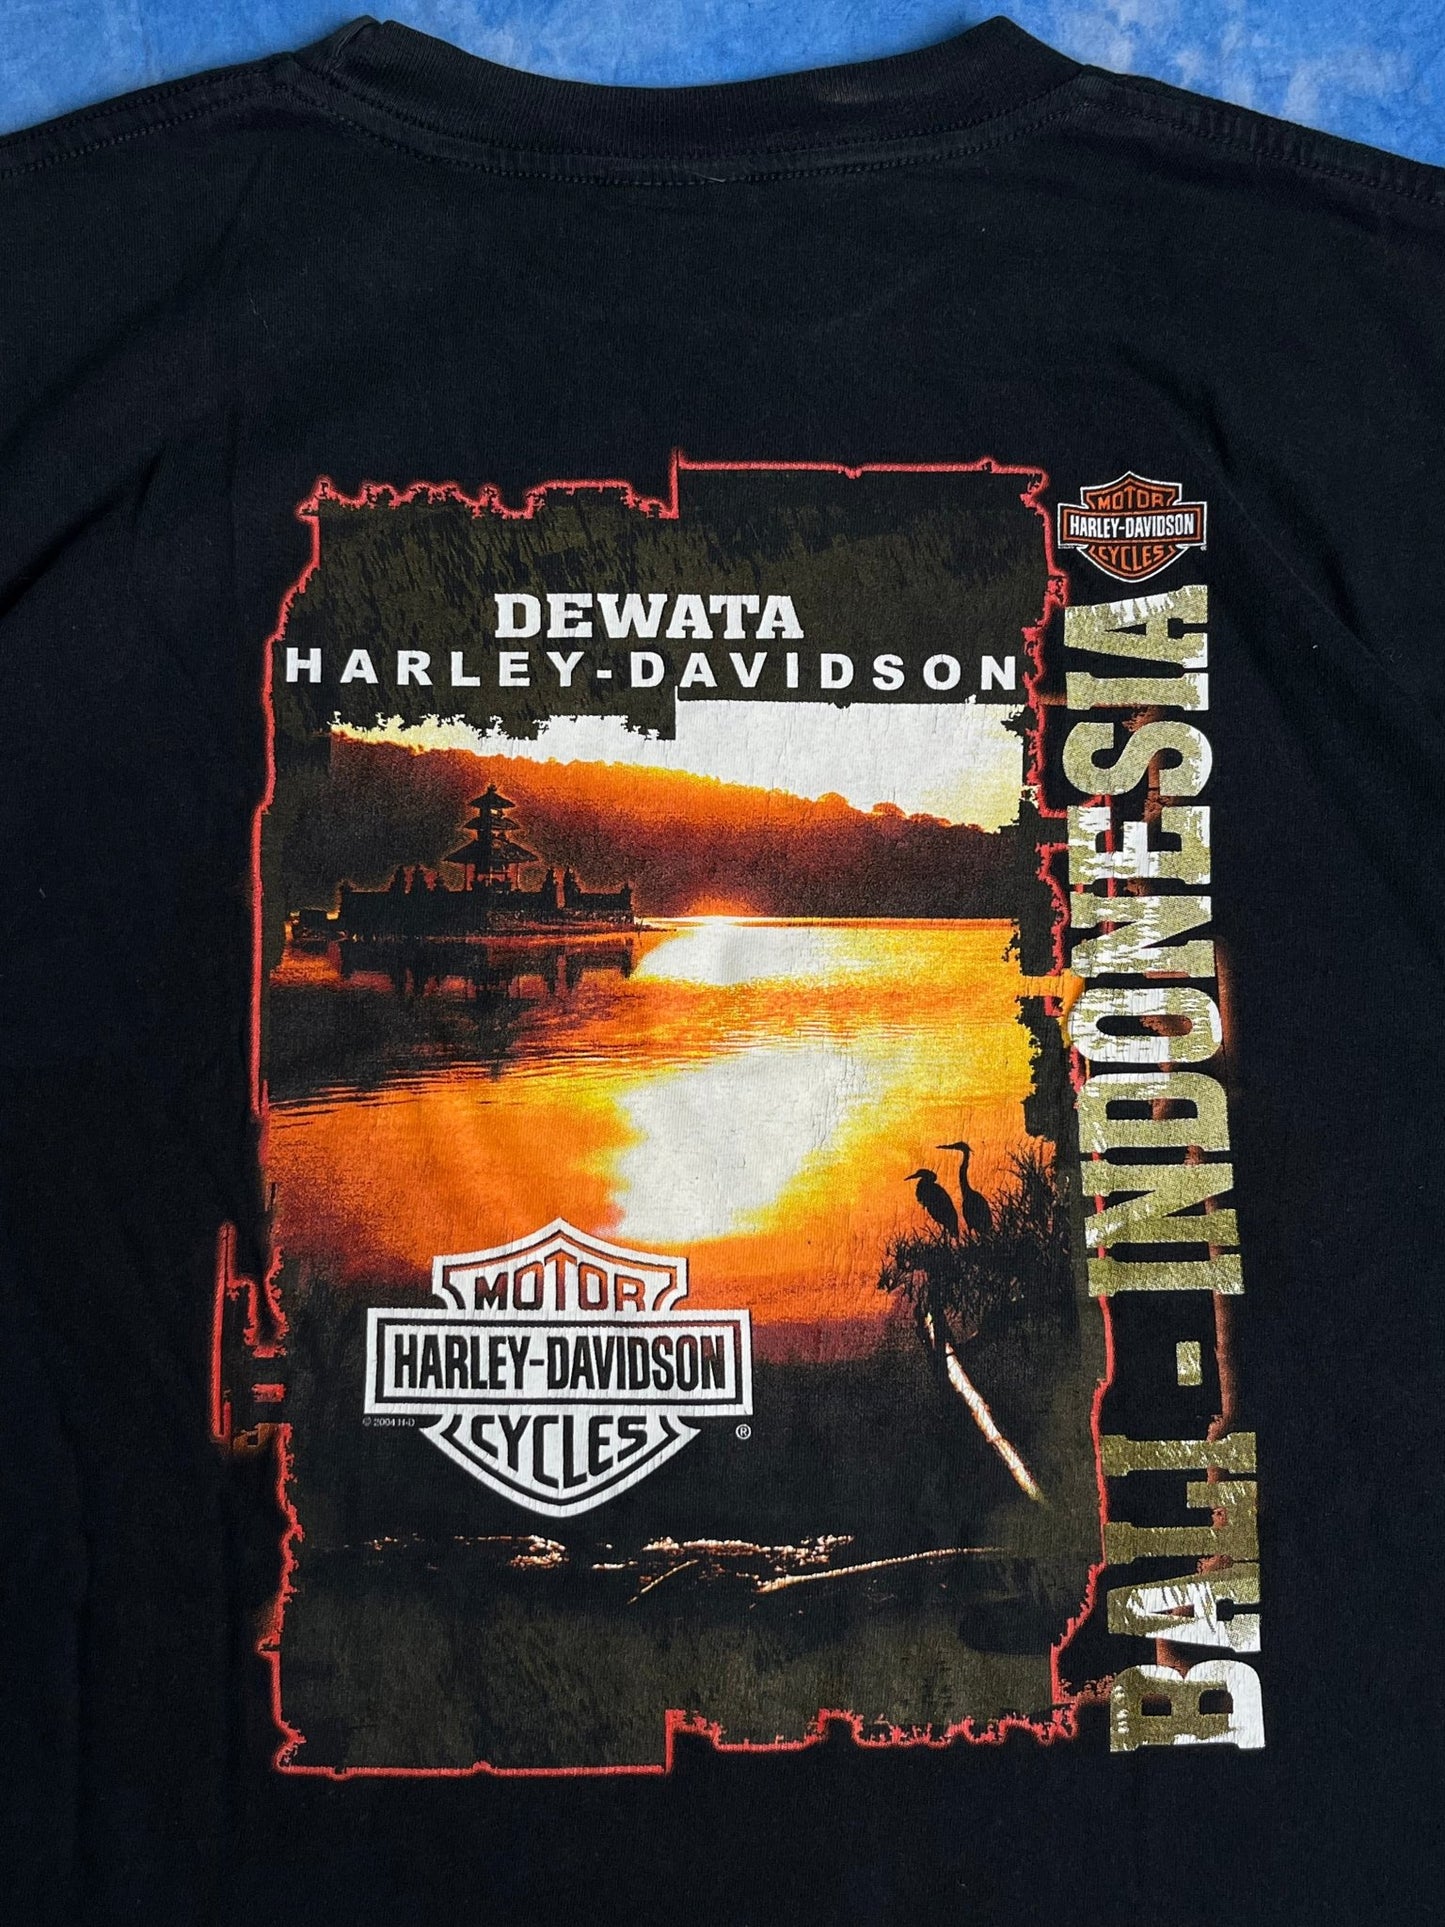 DEWATA
HARLEY-DAVIDSON
MOTOR
HARLEY-DAVIDSON
CYCLES
®
BALI - INDONESIA
MOTOR
HARLEY-DAVIDSON
CYCLES
© 2004 H-D
®